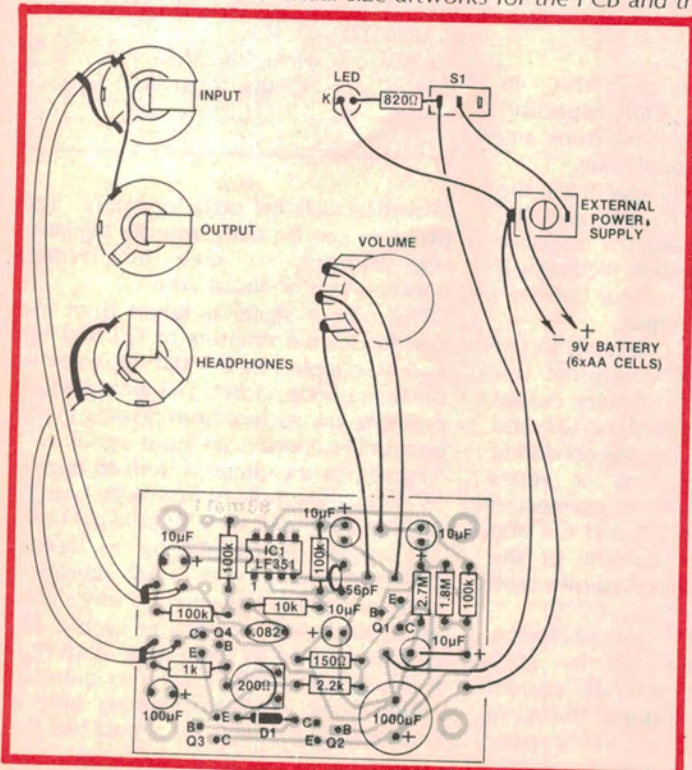 INPUT
OUTPUT
HEADPHONES
LED
K
820Ω
S1
EXTERNAL
POWER
SUPPLY
VOLUME
+
−
9V BATTERY
(6xAA CELLS)
83mal1
10µF
+
10µF
+
10µF
+
100k
IC1
LF351
1
100k
56pF
E
B
Q1
C
2.7M
1.8M
100k
100k
10k
10µF
+
C
Q4
B
E
.082
150Ω
10µF
+
1k
200Ω
2.2k
100µF
+
1000µF
+
E
B
Q3
C
D1
C
B
E
Q2